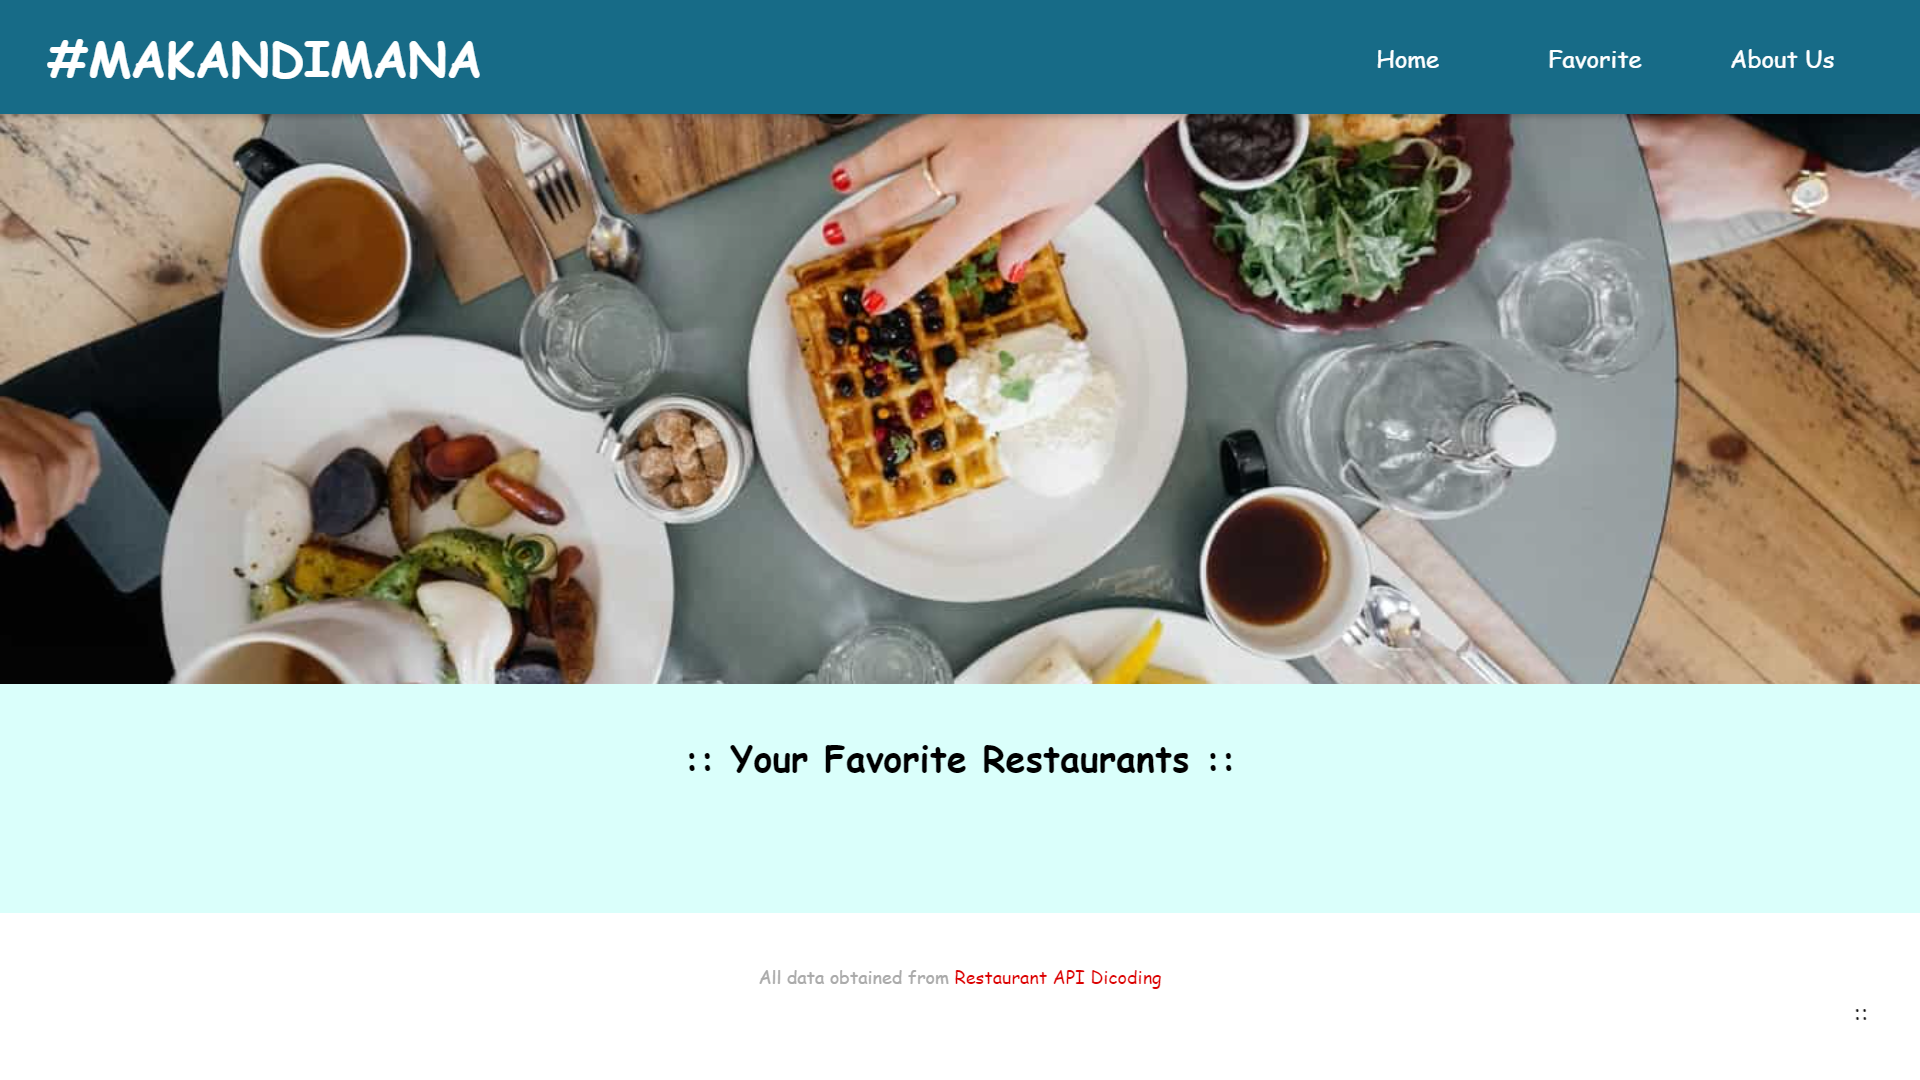 #MAKANDIMANA
Home Favorite About Us
:: Your Favorite Restaurants ::
All data obtained from Restaurant API Dicoding
::